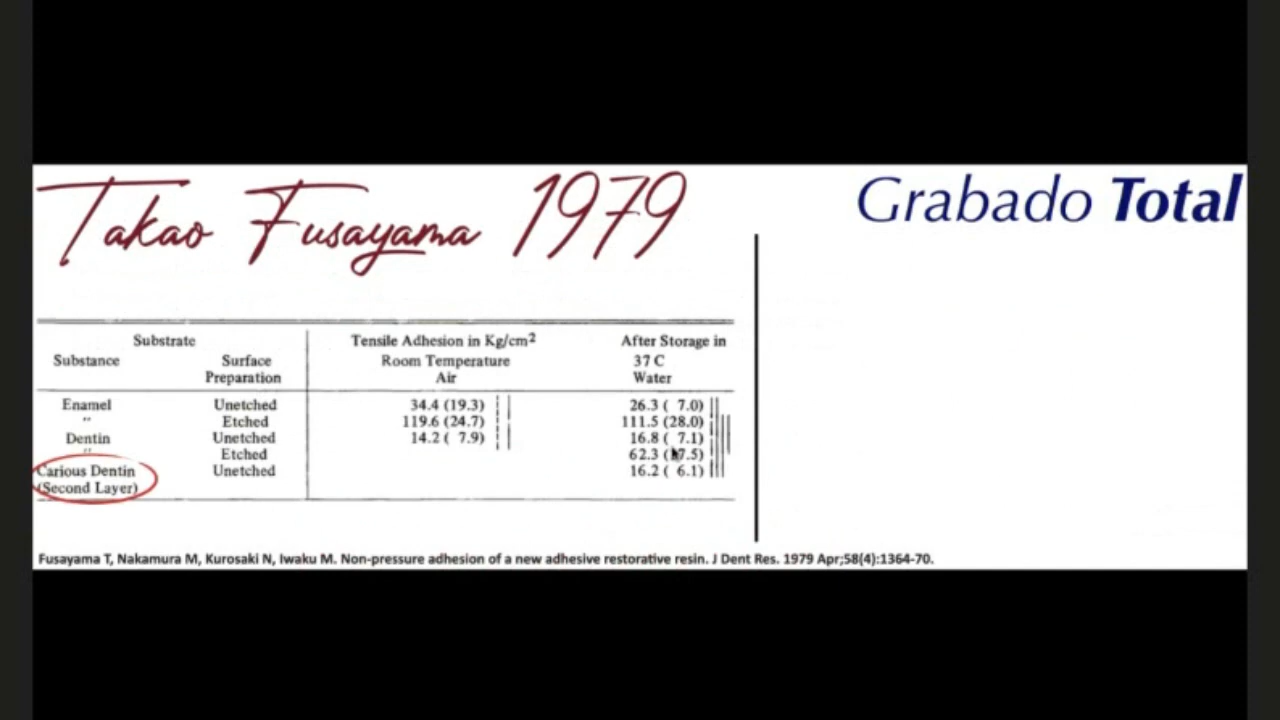 Takao Fusayama 1979
Grabado Total
Substrate Tensile Adhesion in Kg/cm² After Storage in
Substance Surface Room Temperature 37 C
Preparation Air Water
Enamel Unetched 34.4 (19.3) 26.3 ( 7.0)
" Etched 119.6 (24.7) 111.5 (28.0)
Dentin Unetched 14.2 ( 7.9) 16.8 ( 7.1)
" Etched 62.3
Carious Dentin Unetched 16.2 ( 6.1)
(Second Layer)
Fusayama T, Nakamura M, Kurosaki N, Iwaku M. Non-pressure adhesion of a new adhesive restorative resin. J Dent Res. 1979 Apr;58(4):1364-70.